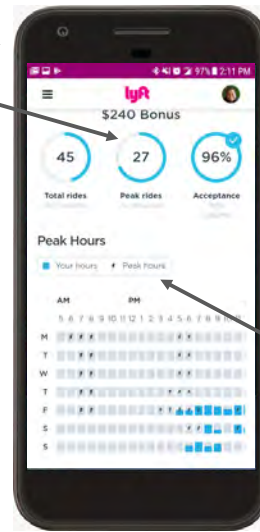 97% 2:11 PM
lyft
$240 Bonus
45
27
96%
Total rides
Peak rides
Acceptance
Peak Hours
Your hours
Peak hours
AM PM
5 6 7 8 9 10 11 12 1 2 3 4 5 6 7 8 9 10
M
T
W
T
F
S
S